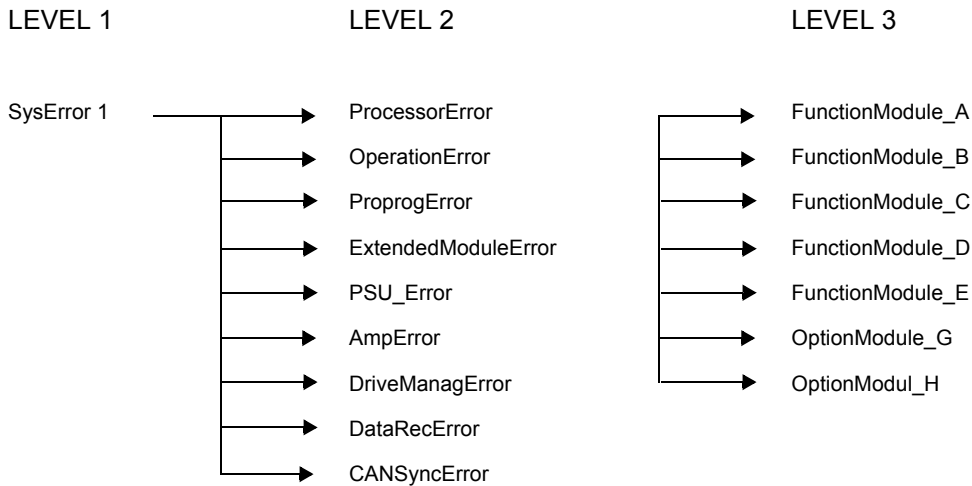 LEVEL 1 LEVEL 2 LEVEL 3
SysError 1 ProcessorError FunctionModule_A
OperationError FunctionModule_B
ProprogError FunctionModule_C
ExtendedModuleError FunctionModule_D
PSU_Error FunctionModule_E
AmpError OptionModule_G
DriveManagError OptionModul_H
DataRecError
CANSyncError